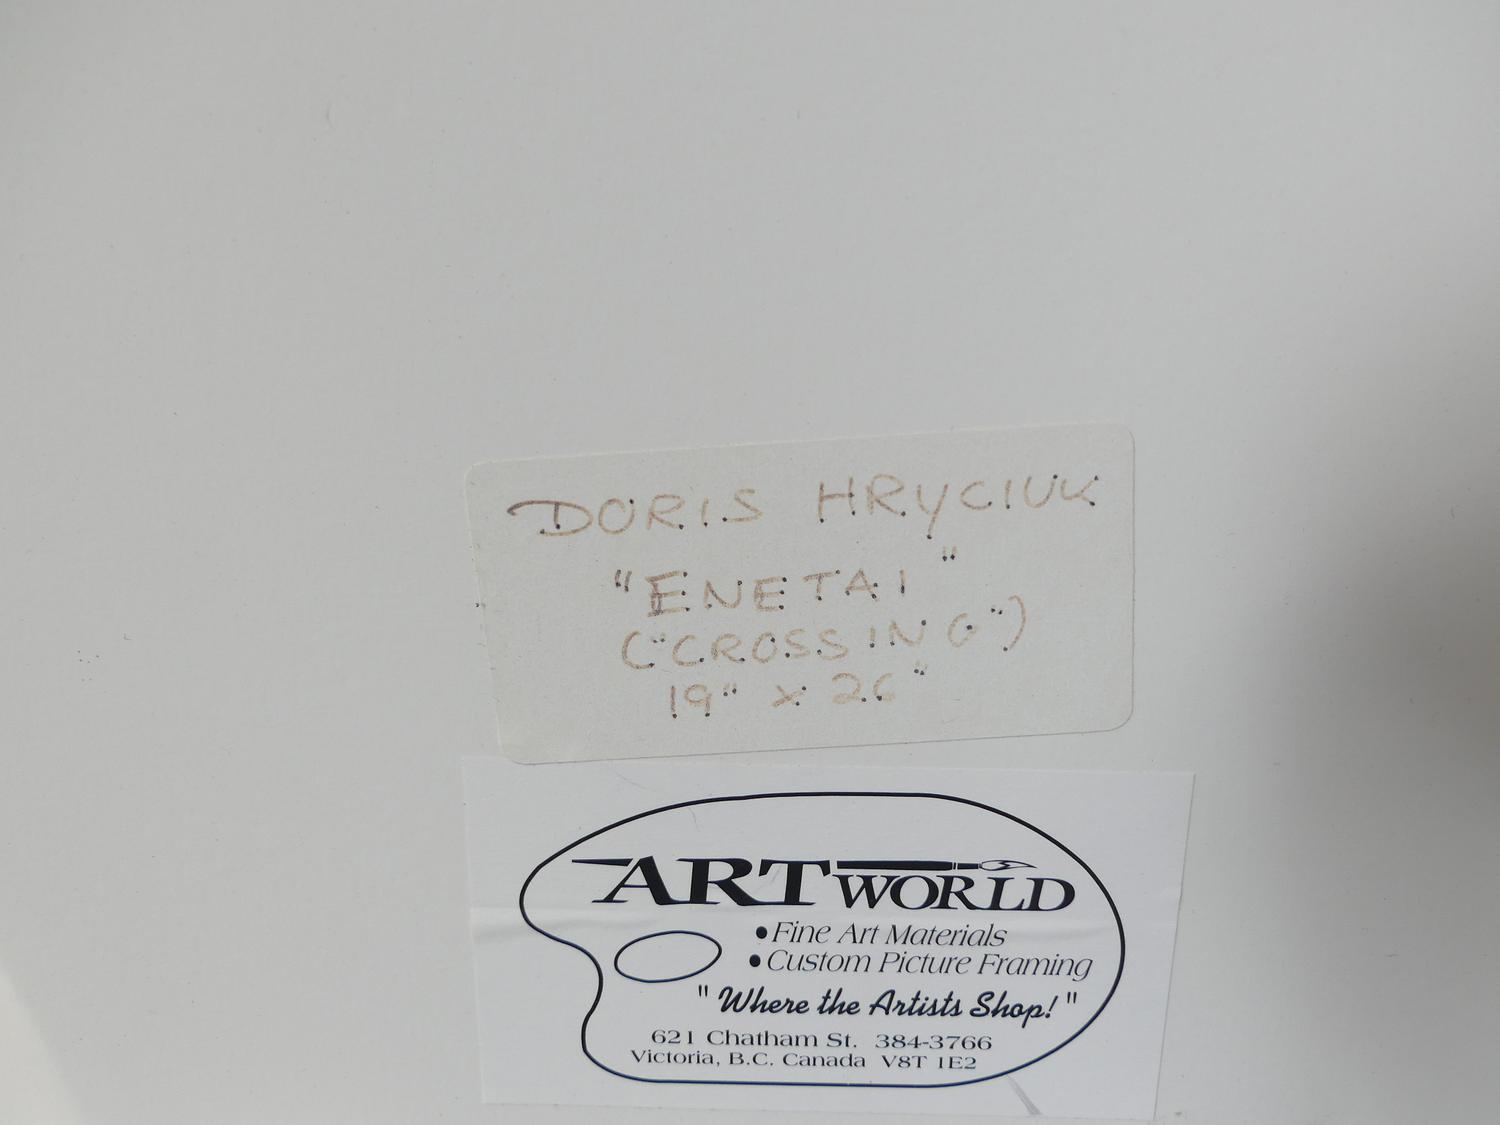 DORIS HRYCIUK
"ENETAI"
("CROSSING")
19" x 26"
ARTWORLD
•Fine Art Materials
•Custom Picture Framing
"Where the Artists Shop!"
621 Chatham St. 384-3766
Victoria, B.C. Canada V8T 1E2